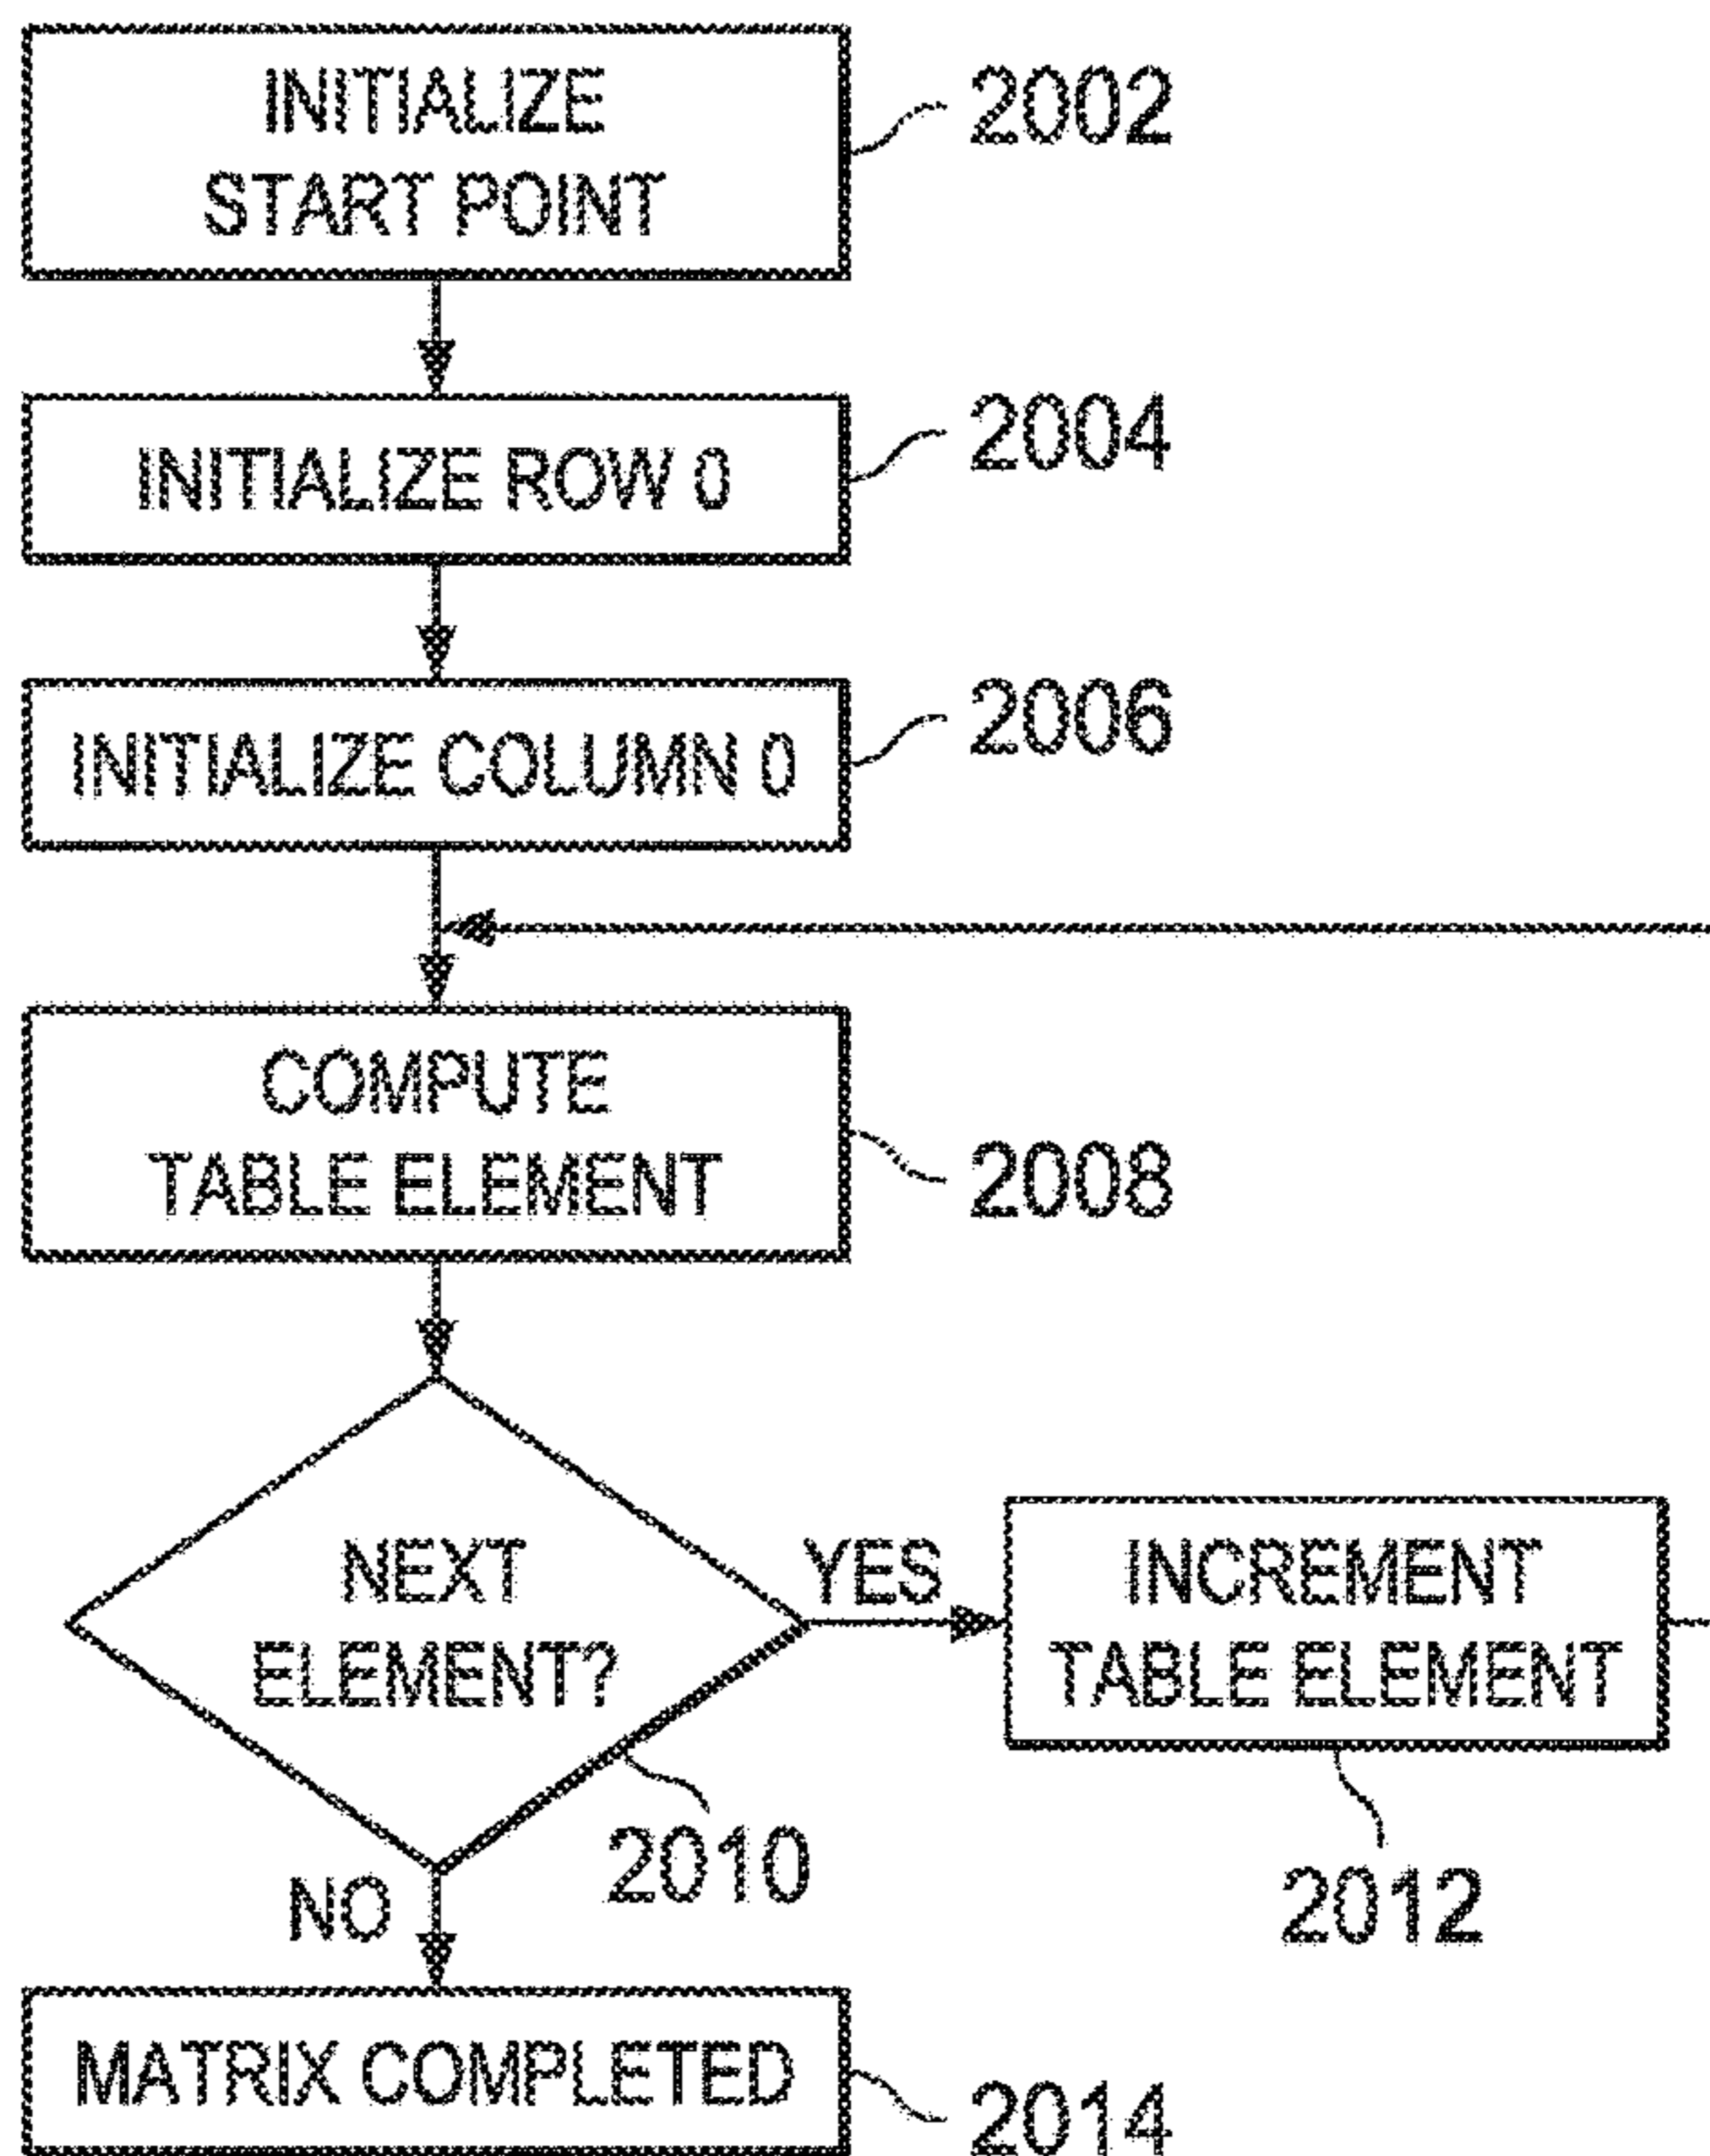 INITIALIZE
START POINT
2002
INITIALIZE ROW 0
2004
INITIALIZE COLUMN 0
2006
COMPUTE
TABLE ELEMENT
2008
NEXT
ELEMENT?
YES
INCREMENT
TABLE ELEMENT
2010
2012
NO
MATRIX COMPLETED
2014